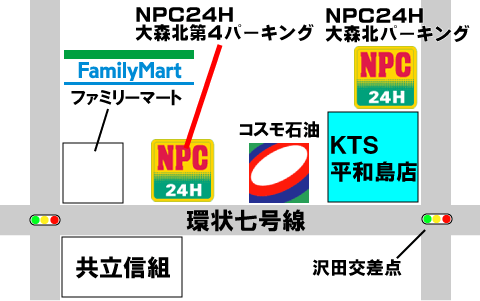 NPC24H
大森北第4パーキング
NPC24H
大森北パーキング
FamilyMart
ファミリーマート
NPC
24H
NPC
24H
コスモ石油
KTS
平和島店
環状七号線
共立信組
沢田交差点